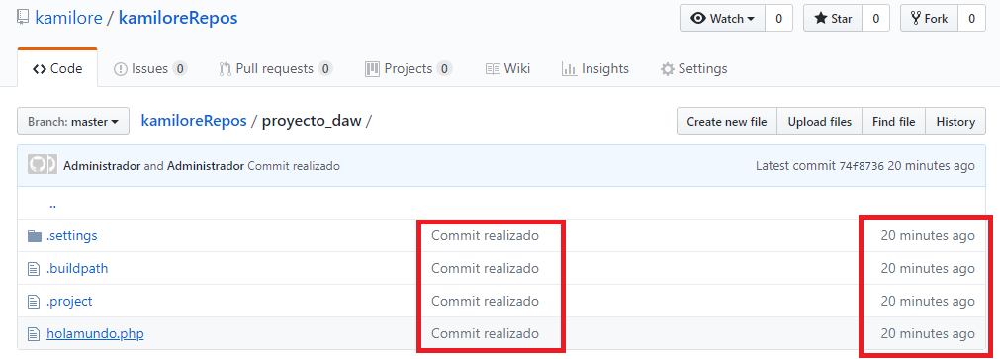 kamilore / kamiloreRepos
Watch 0 Star 0 Fork 0
Code Issues 0 Pull requests 0 Projects 0 Wiki Insights Settings
Branch: master kamiloreRepos / proyecto_daw / Create new file Upload files Find file History
Administrador and Administrador Commit realizado Latest commit 74f8736 20 minutes ago
..
.settings Commit realizado 20 minutes ago
.buildpath Commit realizado 20 minutes ago
.project Commit realizado 20 minutes ago
holamundo.php Commit realizado 20 minutes ago